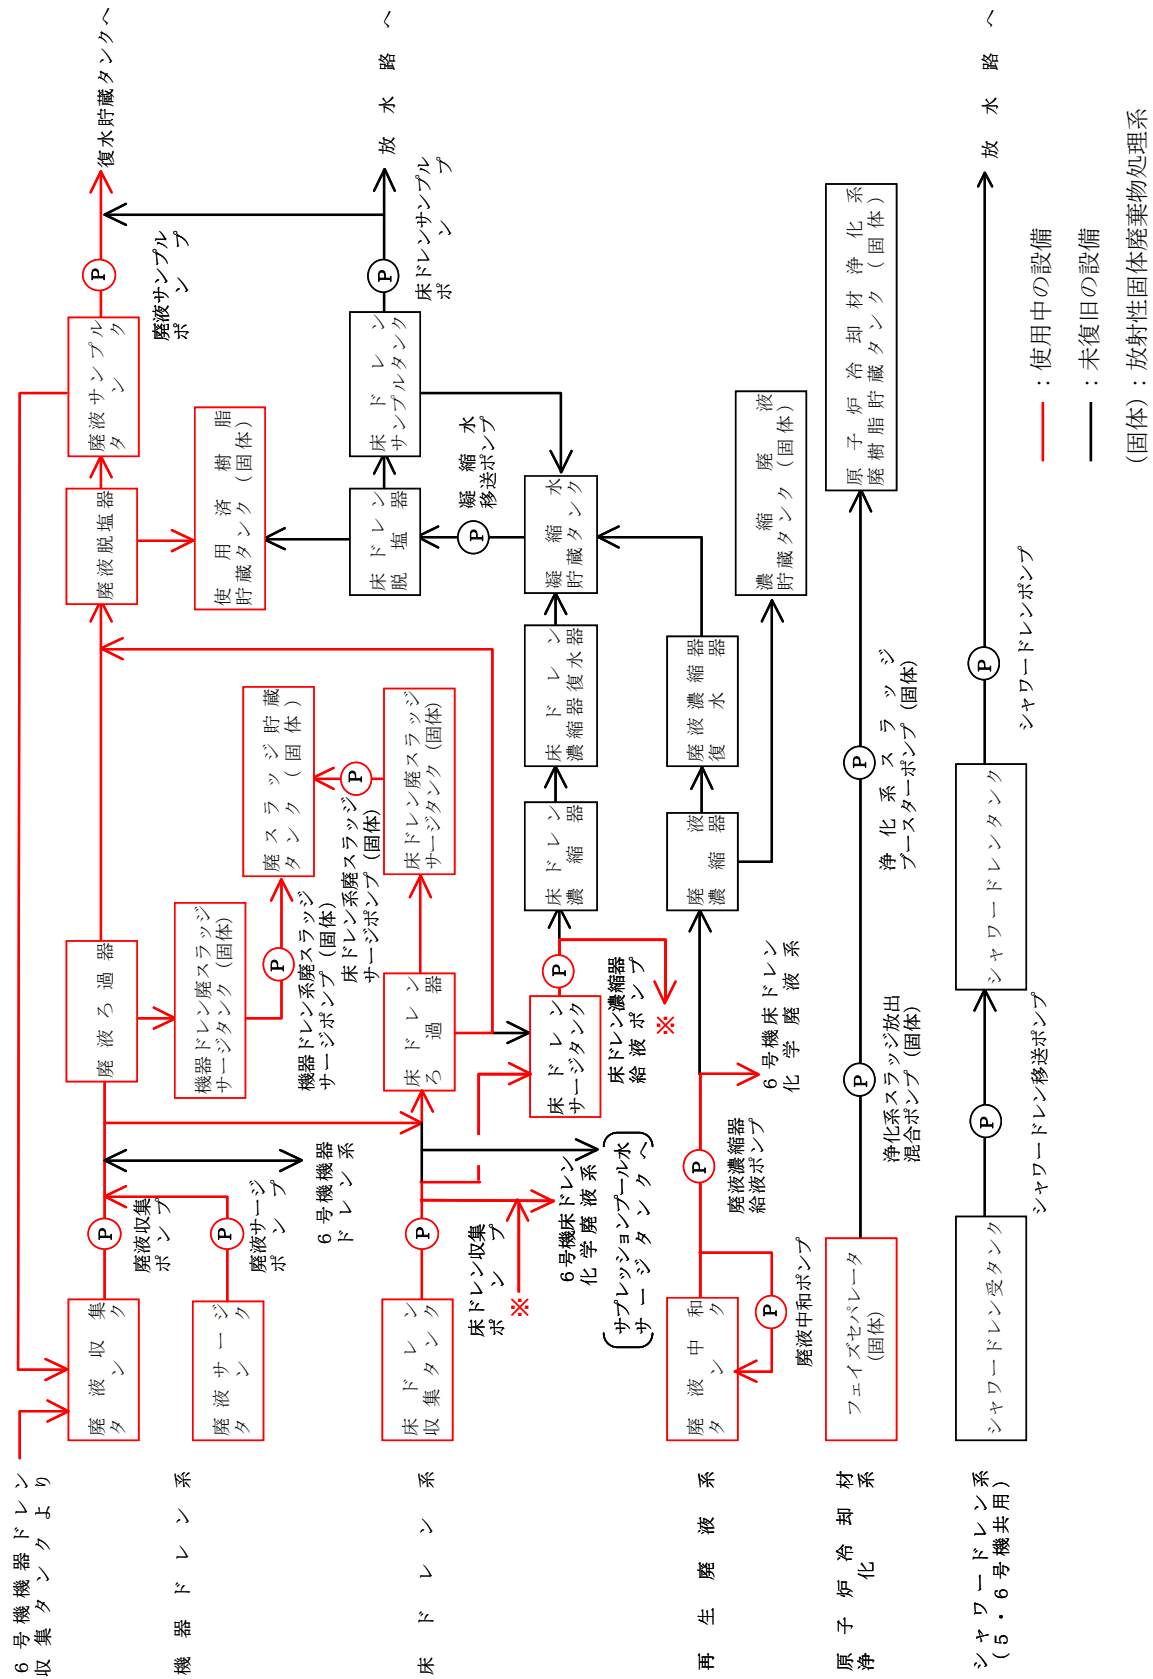 6号機機器ドレン
収集タンクより
機器ドレン系
廃液収集
タンク
廃液収集
ポンプ
廃液サージ
タンク
廃液サージ
ポンプ
P
P
6号機機器
ドレン系
廃液ろ過器
機器ドレン廃スラッジ
サージタンク(固体)
機器ドレン系廃スラッジ
サージポンプ(固体)
P
廃スラッジ貯蔵
タンク(固体)
廃液脱塩器
使用済樹脂
貯蔵タンク(固体)
廃液サンプル
タンク
P
廃液サンプル
ポンプ
復水貯蔵タンクへ
床ドレン系
床ドレン
収集タンク
P
床ドレン収集
ポンプ
※
6号機床ドレン
化学廃液系
(サプレッションプール水
サージタンクへ)
床ドレン
ろ過器
床ドレン廃スラッジ
サージタンク(固体)
P
床ドレン系廃スラッジ
サージポンプ(固体)
床ドレン
サージタンク
P
床ドレン濃縮器
給液ポンプ
※
床ドレン
濃縮器
床ドレン
濃縮器復水器
凝縮水
貯蔵タンク
P
凝縮水
移送ポンプ
床ドレン
脱塩器
床ドレン
サンプルタンク
P
床ドレンサンプル
ポンプ
放水路へ
再生廃液系
廃液中和
タンク
P
廃液中和ポンプ
P
廃液濃縮器
給液ポンプ
6号機床ドレン
化学廃液系
廃液
濃縮器
廃液濃縮器
復水器
濃縮廃液
貯蔵タンク(固体)
原子炉冷却材
浄化系
フェイズセパレータ
(固体)
P
浄化系スラッジ放出
混合ポンプ(固体)
P
浄化系スラッジ
ブースターポンプ(固体)
原子炉冷却材浄化系
廃樹脂貯蔵タンク(固体)
シャワードレン系
(5・6号機共用)
シャワードレン受タンク
P
シャワードレン移送ポンプ
シャワードレンタンク
P
シャワードレンポンプ
放水路へ
:使用中の設備
:未復旧の設備
(固体):放射性固体廃棄物処理系